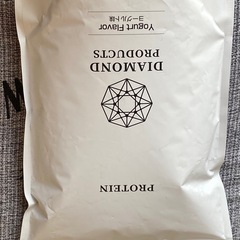 PROTEIN
DIAMOND
PRODUCTS
Yogurt Flavor
ヨーグルト味